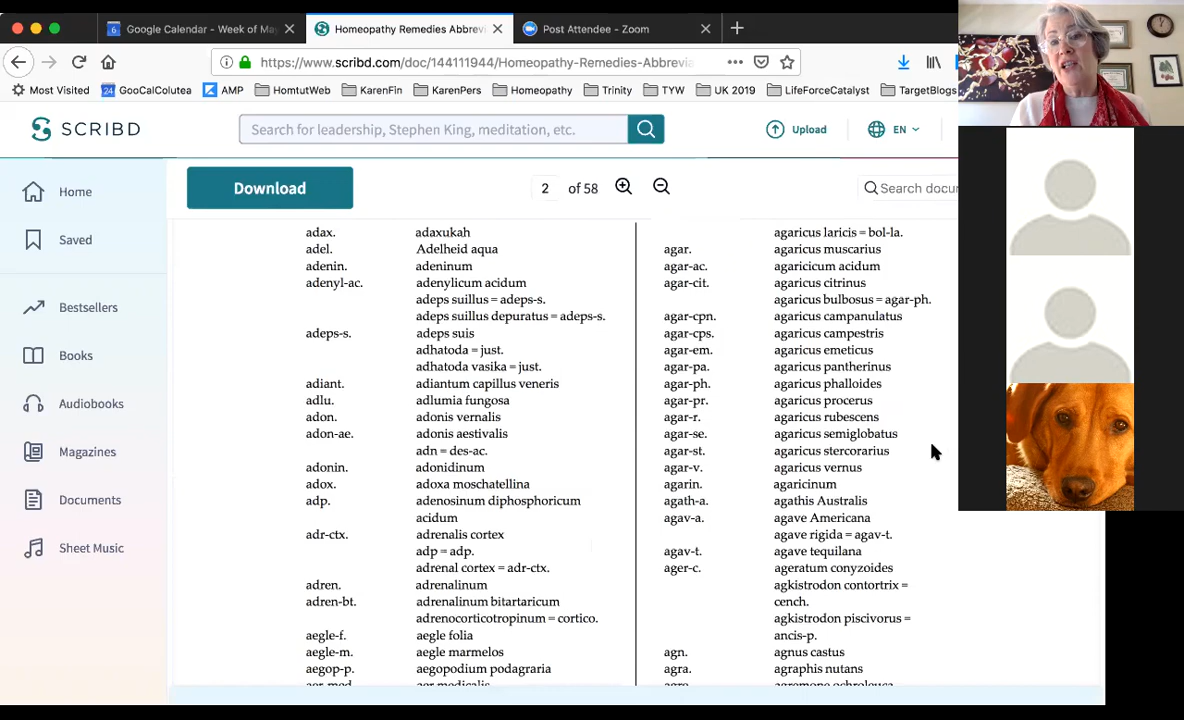 Google Calendar - Week of May
Homeopathy Remedies Abbrevi
Post Attendee - Zoom
https://www.scribd.com/doc/144111944/Homeopathy-Remedies-Abbrevia
Most Visited
24 GooCalColutea
AMP
HomtutWeb
KarenFin
KarenPers
Homeopathy
Trinity
TYW
UK 2019
LifeForceCatalyst
TargetBlogs
SCRIBD
Search for leadership, Stephen King, meditation, etc.
Upload
EN
Home
Saved
Bestsellers
Books
Audiobooks
Magazines
Documents
Sheet Music
Download
2 of 58
Search docu
adax. adaxukah
adel. Adelheid aqua
adenin. adeninum
adenyl-ac. adenylicum acidum
adeps suillus = adeps-s.
adeps suillus depuratus = adeps-s.
adeps-s. adeps suis
adhatoda = just.
adhatoda vasika = just.
adiant. adiantum capillus veneris
adlu. adlumia fungosa
adon. adonis vernalis
adon-ae. adonis aestivalis
adn = des-ac.
adonin. adonidinum
adox. adoxa moschatellina
adp. adenosinum diphosphoricum
acidum
adr-ctx. adrenalis cortex
adp = adp.
adrenal cortex = adr-ctx.
adren. adrenalinum
adren-bt. adrenalinum bitartaricum
adrenocorticotropinum = cortico.
aegle-f. aegle folia
aegle-m. aegle marmelos
aegop-p. aegopodium podagraria
aer-med. aer medicalis
agaricus laricis = bol-la.
agar. agaricus muscarius
agar-ac. agaricicum acidum
agar-cit. agaricus citrinus
agaricus bulbosus = agar-ph.
agar-cpn. agaricus campanulatus
agar-cps. agaricus campestris
agar-em. agaricus emeticus
agar-pa. agaricus pantherinus
agar-ph. agaricus phalloides
agar-pr. agaricus procerus
agar-r. agaricus rubescens
agar-se. agaricus semiglobatus
agar-st. agaricus stercorarius
agar-v. agaricus vernus
agarin. agaricinum
agath-a. agathis Australis
agav-a. agave Americana
agave rigida = agav-t.
agav-t. agave tequilana
ager-c. ageratum conyzoides
agkistrodon contortrix =
cench.
agkistrodon piscivorus =
ancis-p.
agn. agnus castus
agra. agraphis nutans
agro. agremone ochroleuca